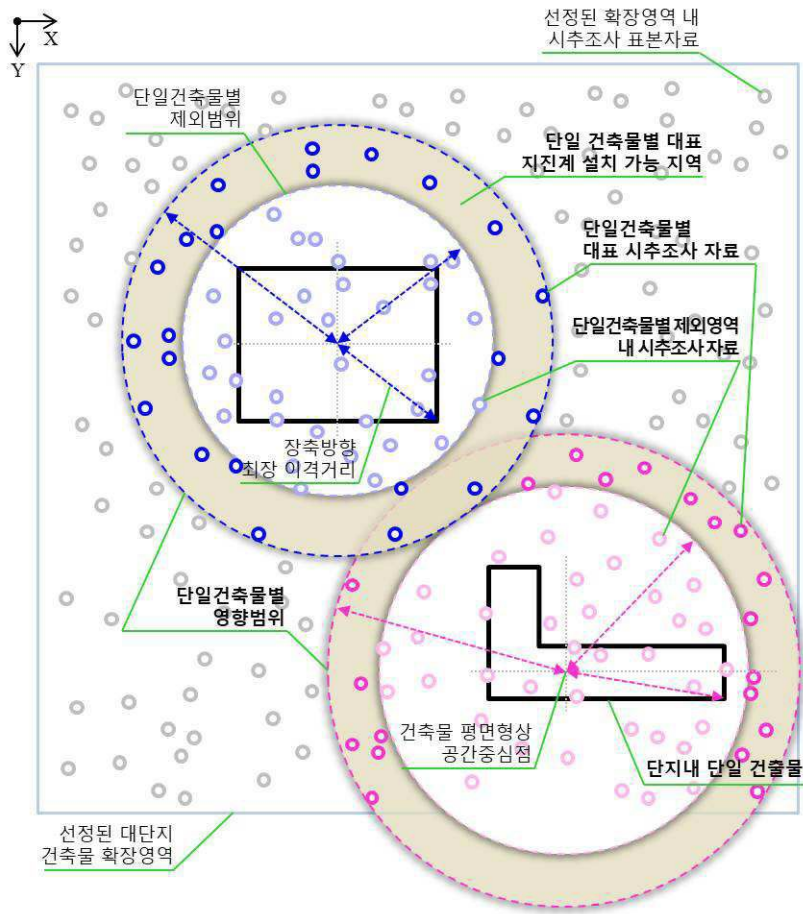 X
Y
선정된 확장영역 내
시추조사 표본자료
단일건축물별
제외범위
단일 건축물별 대표
지진계 설치 가능 지역
단일건축물별
대표 시추조사 자료
단일건축물별 제외영역
내 시추조사 자료
장축방향
최장 이격거리
단일건축물별
영향범위
건축물 평면형상
공간중심점
단지내 단일 건출물
선정된 대단지
건축물 확장영역